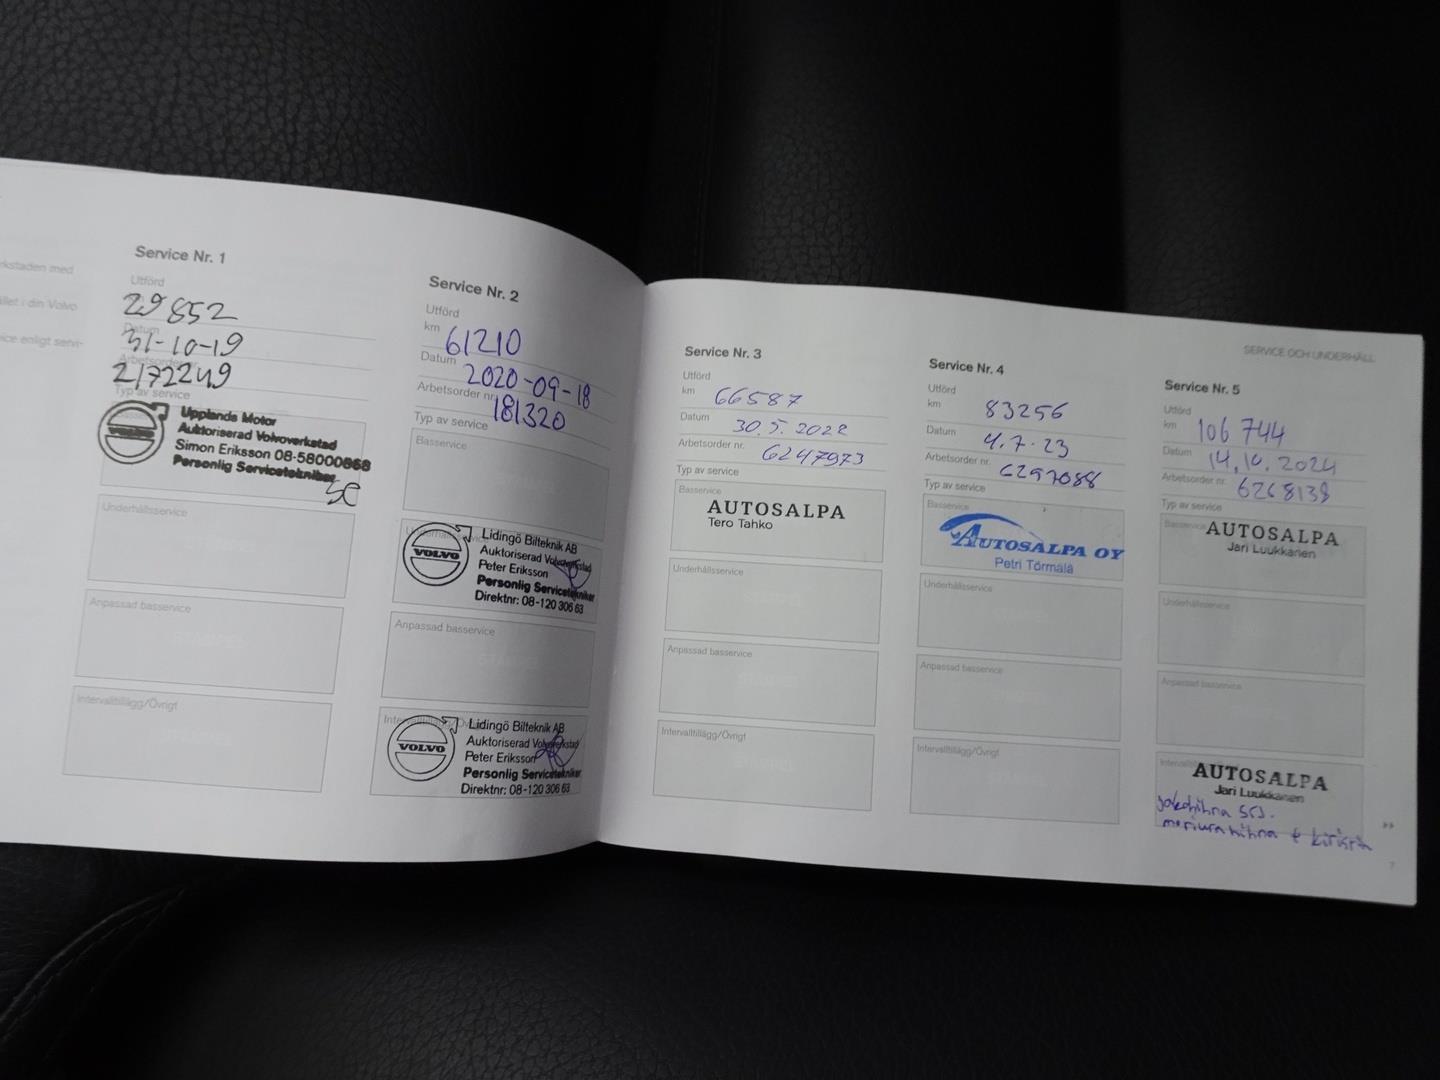 rkstaden med
ållet i din Volvo
vice enligt servi-
Service Nr. 1
Utförd
29852
Datum
31-10-19
Arbetsorder
2172249
Typ av service
Upplands Motor
Auktoriserad Volvoverkstad
Simon Eriksson 08-58000868
Personlig Servicetekniker
SE
Underhållsservice
Anpassad basservice
Intervalltillägg/Övrigt
Service Nr. 2
Utförd
km 61210
Datum 2020-09-18
Arbetsorder nr. 181320
Typ av service
Basservice
VOLVO
Lidingö Bilteknik AB
Auktoriserad Volvoverkstad
Peter Eriksson
Personlig Servicetekniker
Direktnr: 08-120 306 63
Anpassad basservice
VOLVO
Lidingö Bilteknik AB
Auktoriserad Volvoverkstad
Peter Eriksson
Personlig Servicetekniker
Direktnr: 08-120 306 63
SERVICE OCH UNDERHÅLL
Service Nr. 3
Utförd
km 66587
Datum 30.5.2022
Arbetsorder nr. 6247973
Typ av service
Basservice
AUTOSALPA
Tero Tahko
Underhållsservice
Anpassad basservice
Intervalltillägg/Övrigt
Service Nr. 4
Utförd
km 83256
Datum 4.7.23
Arbetsorder nr. 6297088
Typ av service
Basservice
AUTOSALPA OY
Petri Törmälä
Underhållsservice
Anpassad basservice
Intervalltillägg/Övrigt
Service Nr. 5
Utförd
km 106 744
Datum 14.10.2024
Arbetsorder nr. 6268138
Typ av service
Basservice
AUTOSALPA
Jari Luukkanen
Underhållsservice
Anpassad basservice
AUTOSALPA
Jari Luukkanen
jakohihna
7